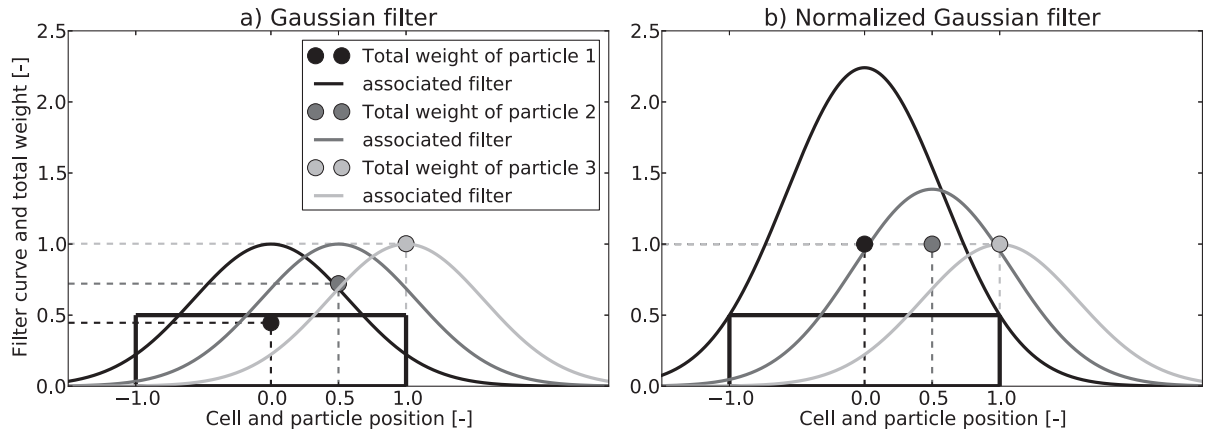 a) Gaussian filter
Filter curve and total weight [-]
2.5
2.0
1.5
1.0
0.5
0.0
Total weight of particle 1
associated filter
Total weight of particle 2
associated filter
Total weight of particle 3
associated filter
−1.0 0.0 0.5 1.0
Cell and particle position [-]
b) Normalized Gaussian filter
2.5
2.0
1.5
1.0
0.5
0.0
−1.0 0.0 0.5 1.0
Cell and particle position [-]